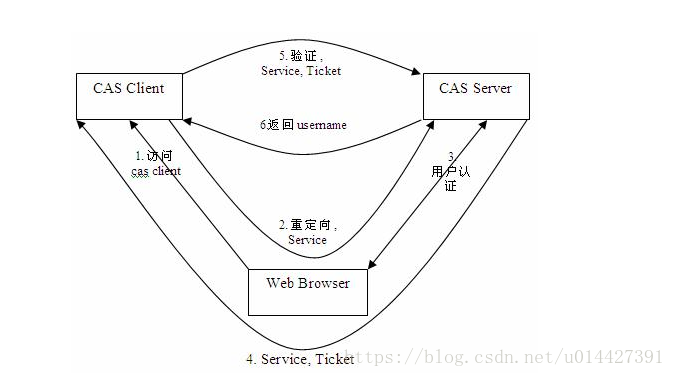 5.验证 ,
Service, Ticket
CAS Client
CAS Server
6返回 username
1. 访问
cas client
3.
用户认
证
2.重定向 ,
Service
Web Browser
4. Service, Ticket
https://blog.csdn.net/u014427391